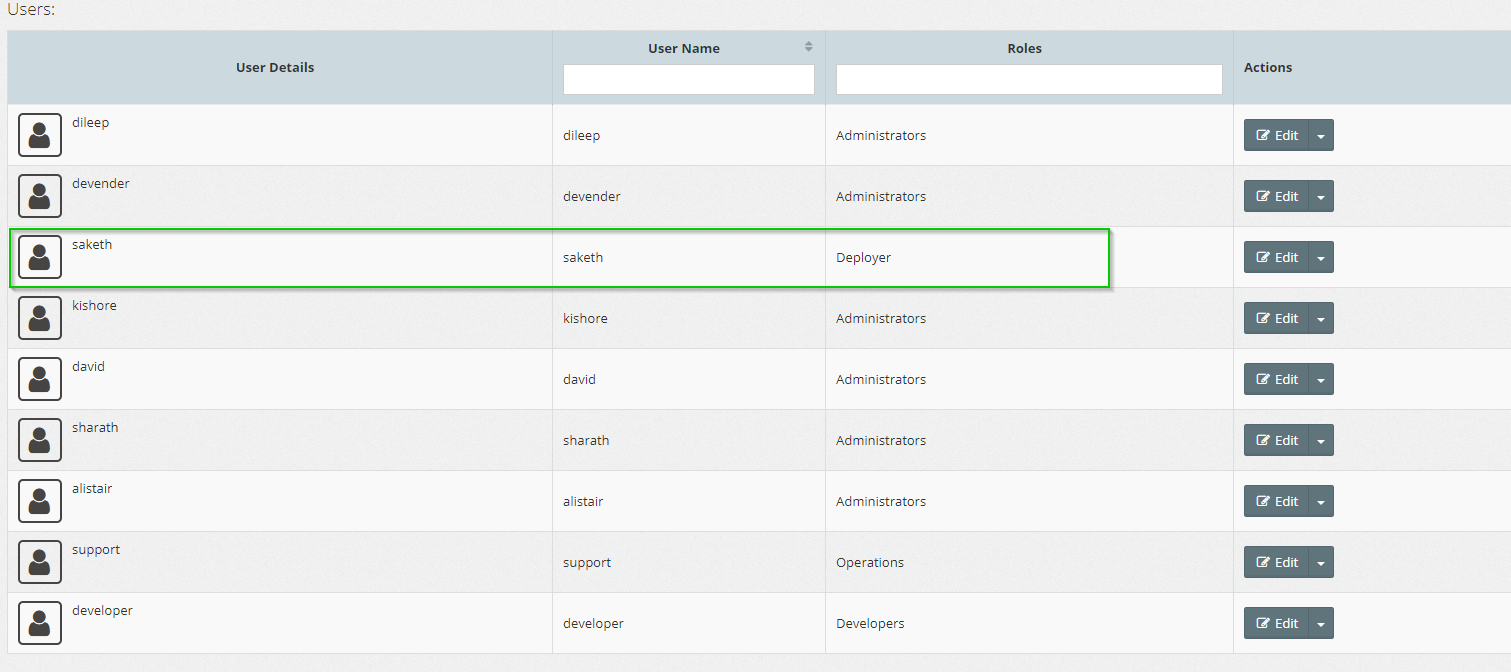 Users:
User Details User Name Roles Actions
dileep dileep Administrators Edit
devender devender Administrators Edit
saketh saketh Deployer Edit
kishore kishore Administrators Edit
david david Administrators Edit
sharath sharath Administrators Edit
alistair alistair Administrators Edit
support support Operations Edit
developer developer Developers Edit